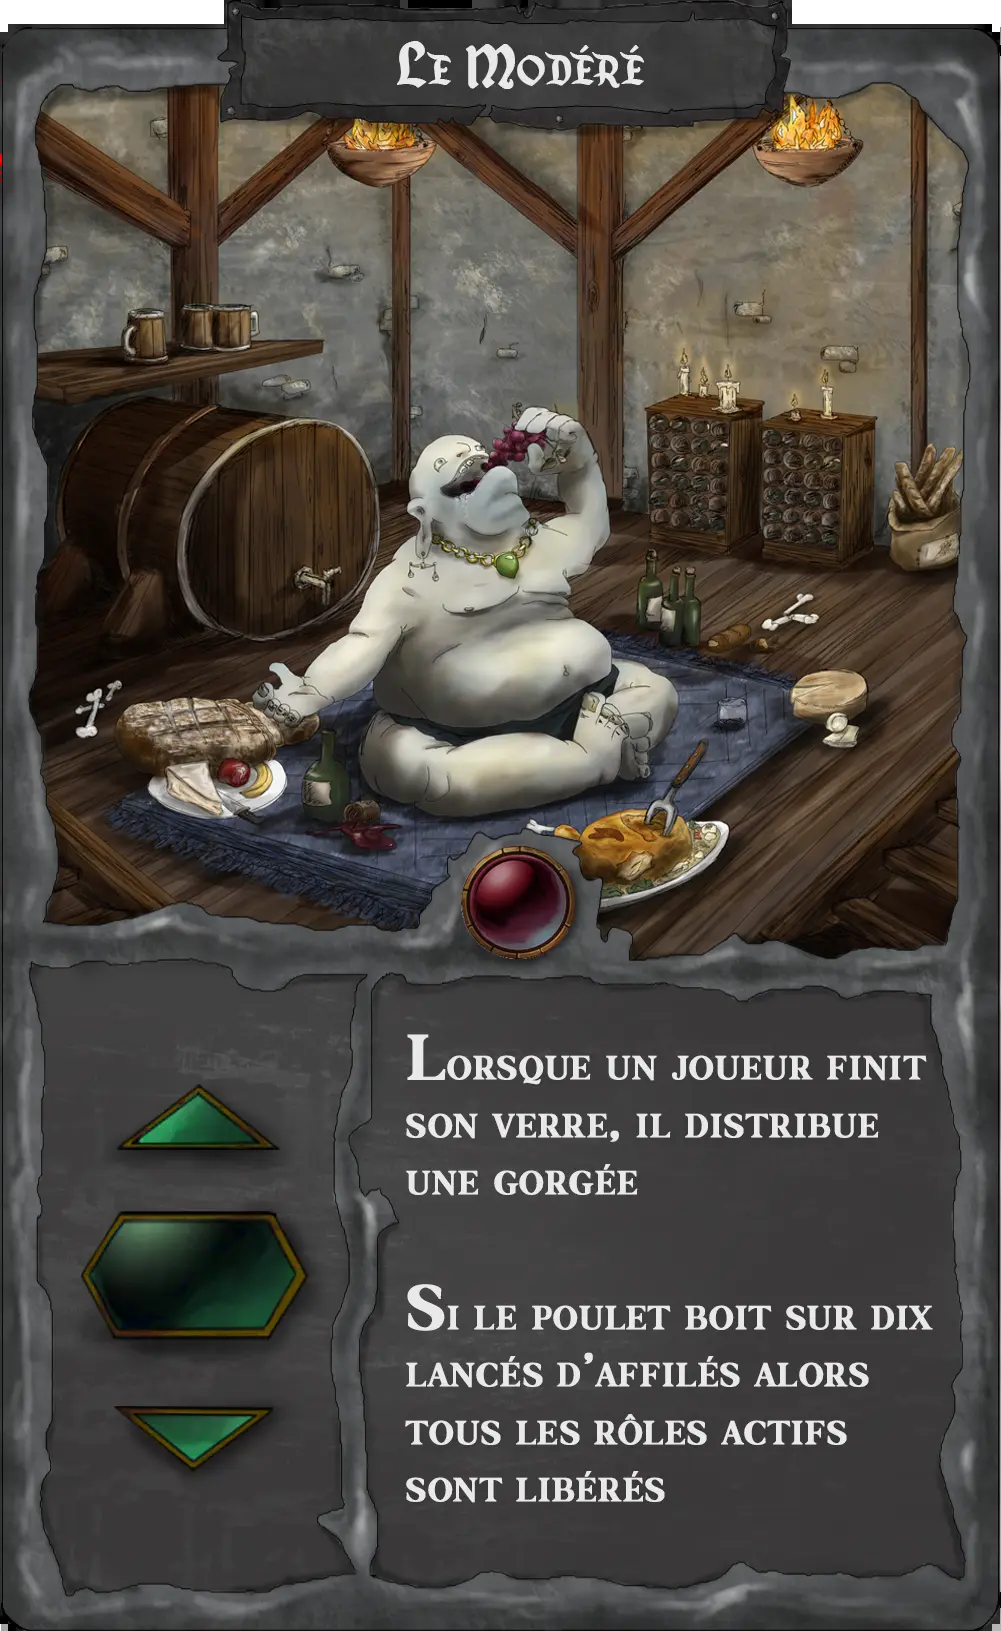 Le Modéré
Lorsque un joueur finit
son verre, il distribue
une gorgée
Si le poulet boit sur dix
lancés d'affilés alors
tous les rôles actifs
sont libérés